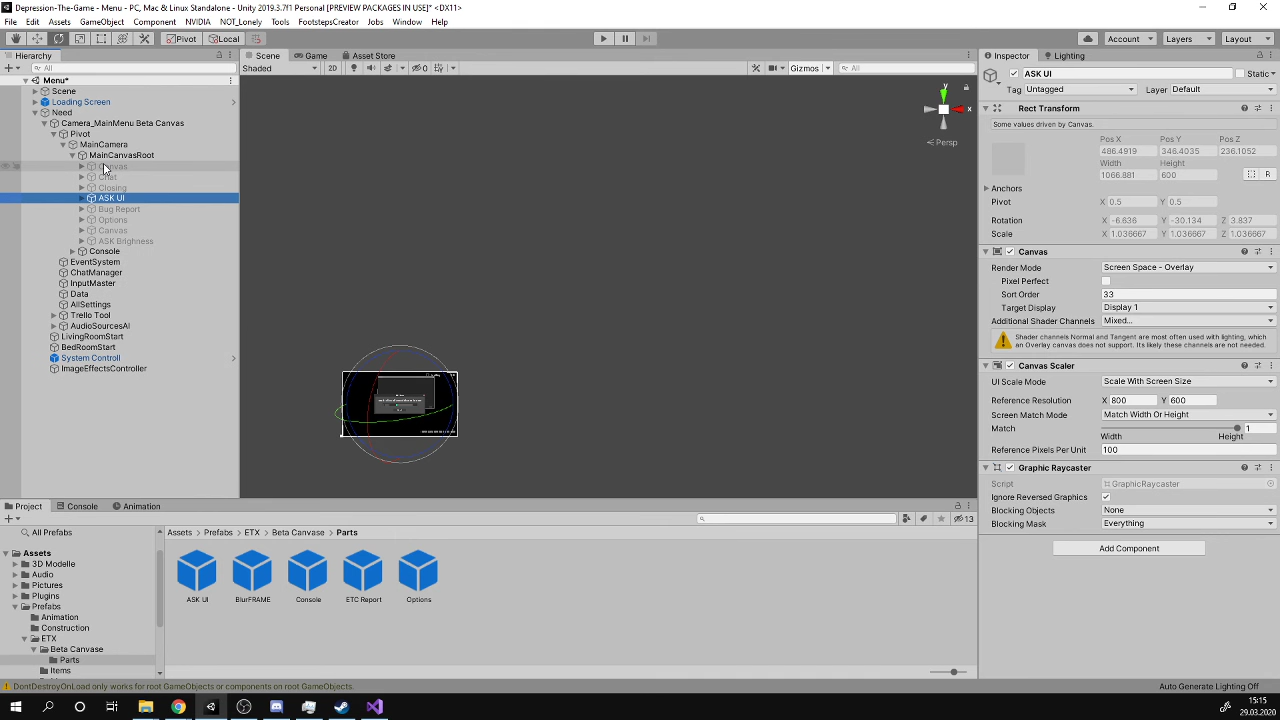 Depression-The-Game - Menu - PC, Mac & Linux Standalone - Unity 2019.3.7f1 Personal [PREVIEW PACKAGES IN USE]* <DX11>
File Edit Assets GameObject Component NVIDIA NOT_Lonely Tools FootstepsCreator Jobs Window Help
Pivot Local Account Layers Layout
Hierarchy Scene Game Asset Store Inspector Lighting
All Shaded 2D 0 Gizmos All
Menu*
Scene
Loading Screen
Need
Camera_MainMenu Beta Canvas
Pivot
MainCamera
MainCanvasRoot
Canvas
Chat
Closing
ASK UI
Bug Report
Options
Canvas
ASK Brighness
Console
EventSystem
ChatManager
InputMaster
Data
AllSettings
Trello Tool
AudioSourcesAI
LivingRoomStart
BedRoomStart
System Controll
ImageEffectsController
y
x
Persp
ASK UI Static
Tag Untagged Layer Default
Rect Transform
Some values driven by Canvas.
Pos X Pos Y Pos Z
486.4919 346.4035 236.1052
Width Height
1066.881 600 R
Anchors
Pivot X 0.5 Y 0.5
Rotation X -6.636 Y -30.134 Z 3.837
Scale X 1.036667 Y 1.036667 Z 1.036667
Canvas
Render Mode Screen Space - Overlay
Pixel Perfect
Sort Order 33
Target Display Display 1
Additional Shader Channels Mixed...
Shader channels Normal and Tangent are most often used with lighting, which an Overlay canvas does not support. Its likely these channels are not needed.
Canvas Scaler
UI Scale Mode Scale With Screen Size
Reference Resolution X 800 Y 600
Screen Match Mode Match Width Or Height
Match 1
Width Height
Reference Pixels Per Unit 100
Graphic Raycaster
Script GraphicRaycaster
Ignore Reversed Graphics
Blocking Objects None
Blocking Mask Everything
Add Component
Project Console Animation
13
All Prefabs
Assets
3D Modelle
Audio
Pictures
Plugins
Prefabs
Animation
Construction
ETX
Beta Canvase
Parts
Items
Assets Prefabs ETX Beta Canvase Parts
ASK UI BlurFRAME Console ETC Report Options
DontDestroyOnLoad only works for root GameObjects or components on root GameObjects.
Auto Generate Lighting Off
15:15
29.03.2020